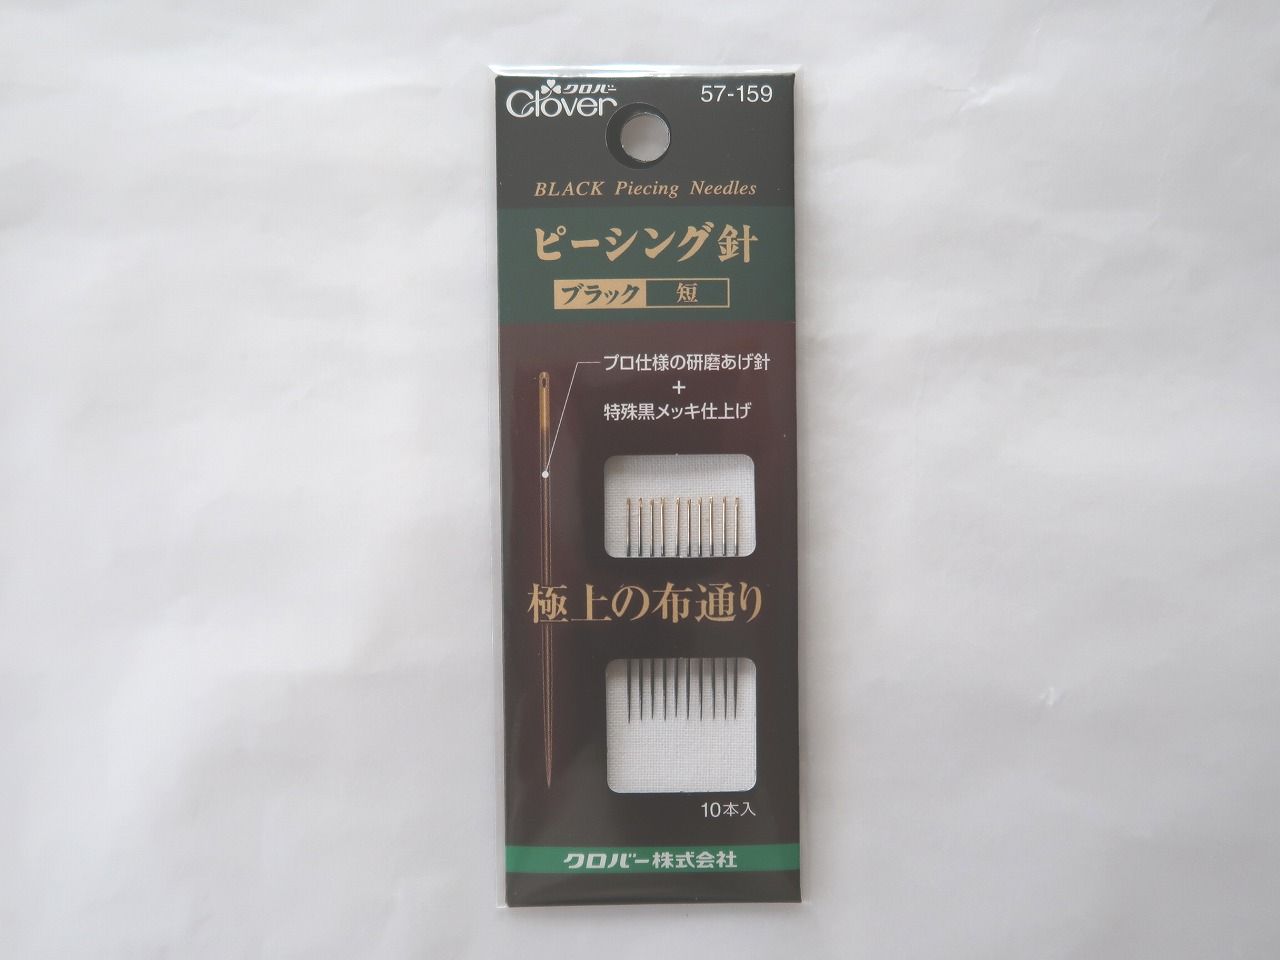 クロバー
Clover
57-159
BLACK Piecing Needles
ピーシング針
ブラック 短
プロ仕様の研磨あげ針
+
特殊黒メッキ仕上げ
極上の布通り
10本入
クロバー株式会社